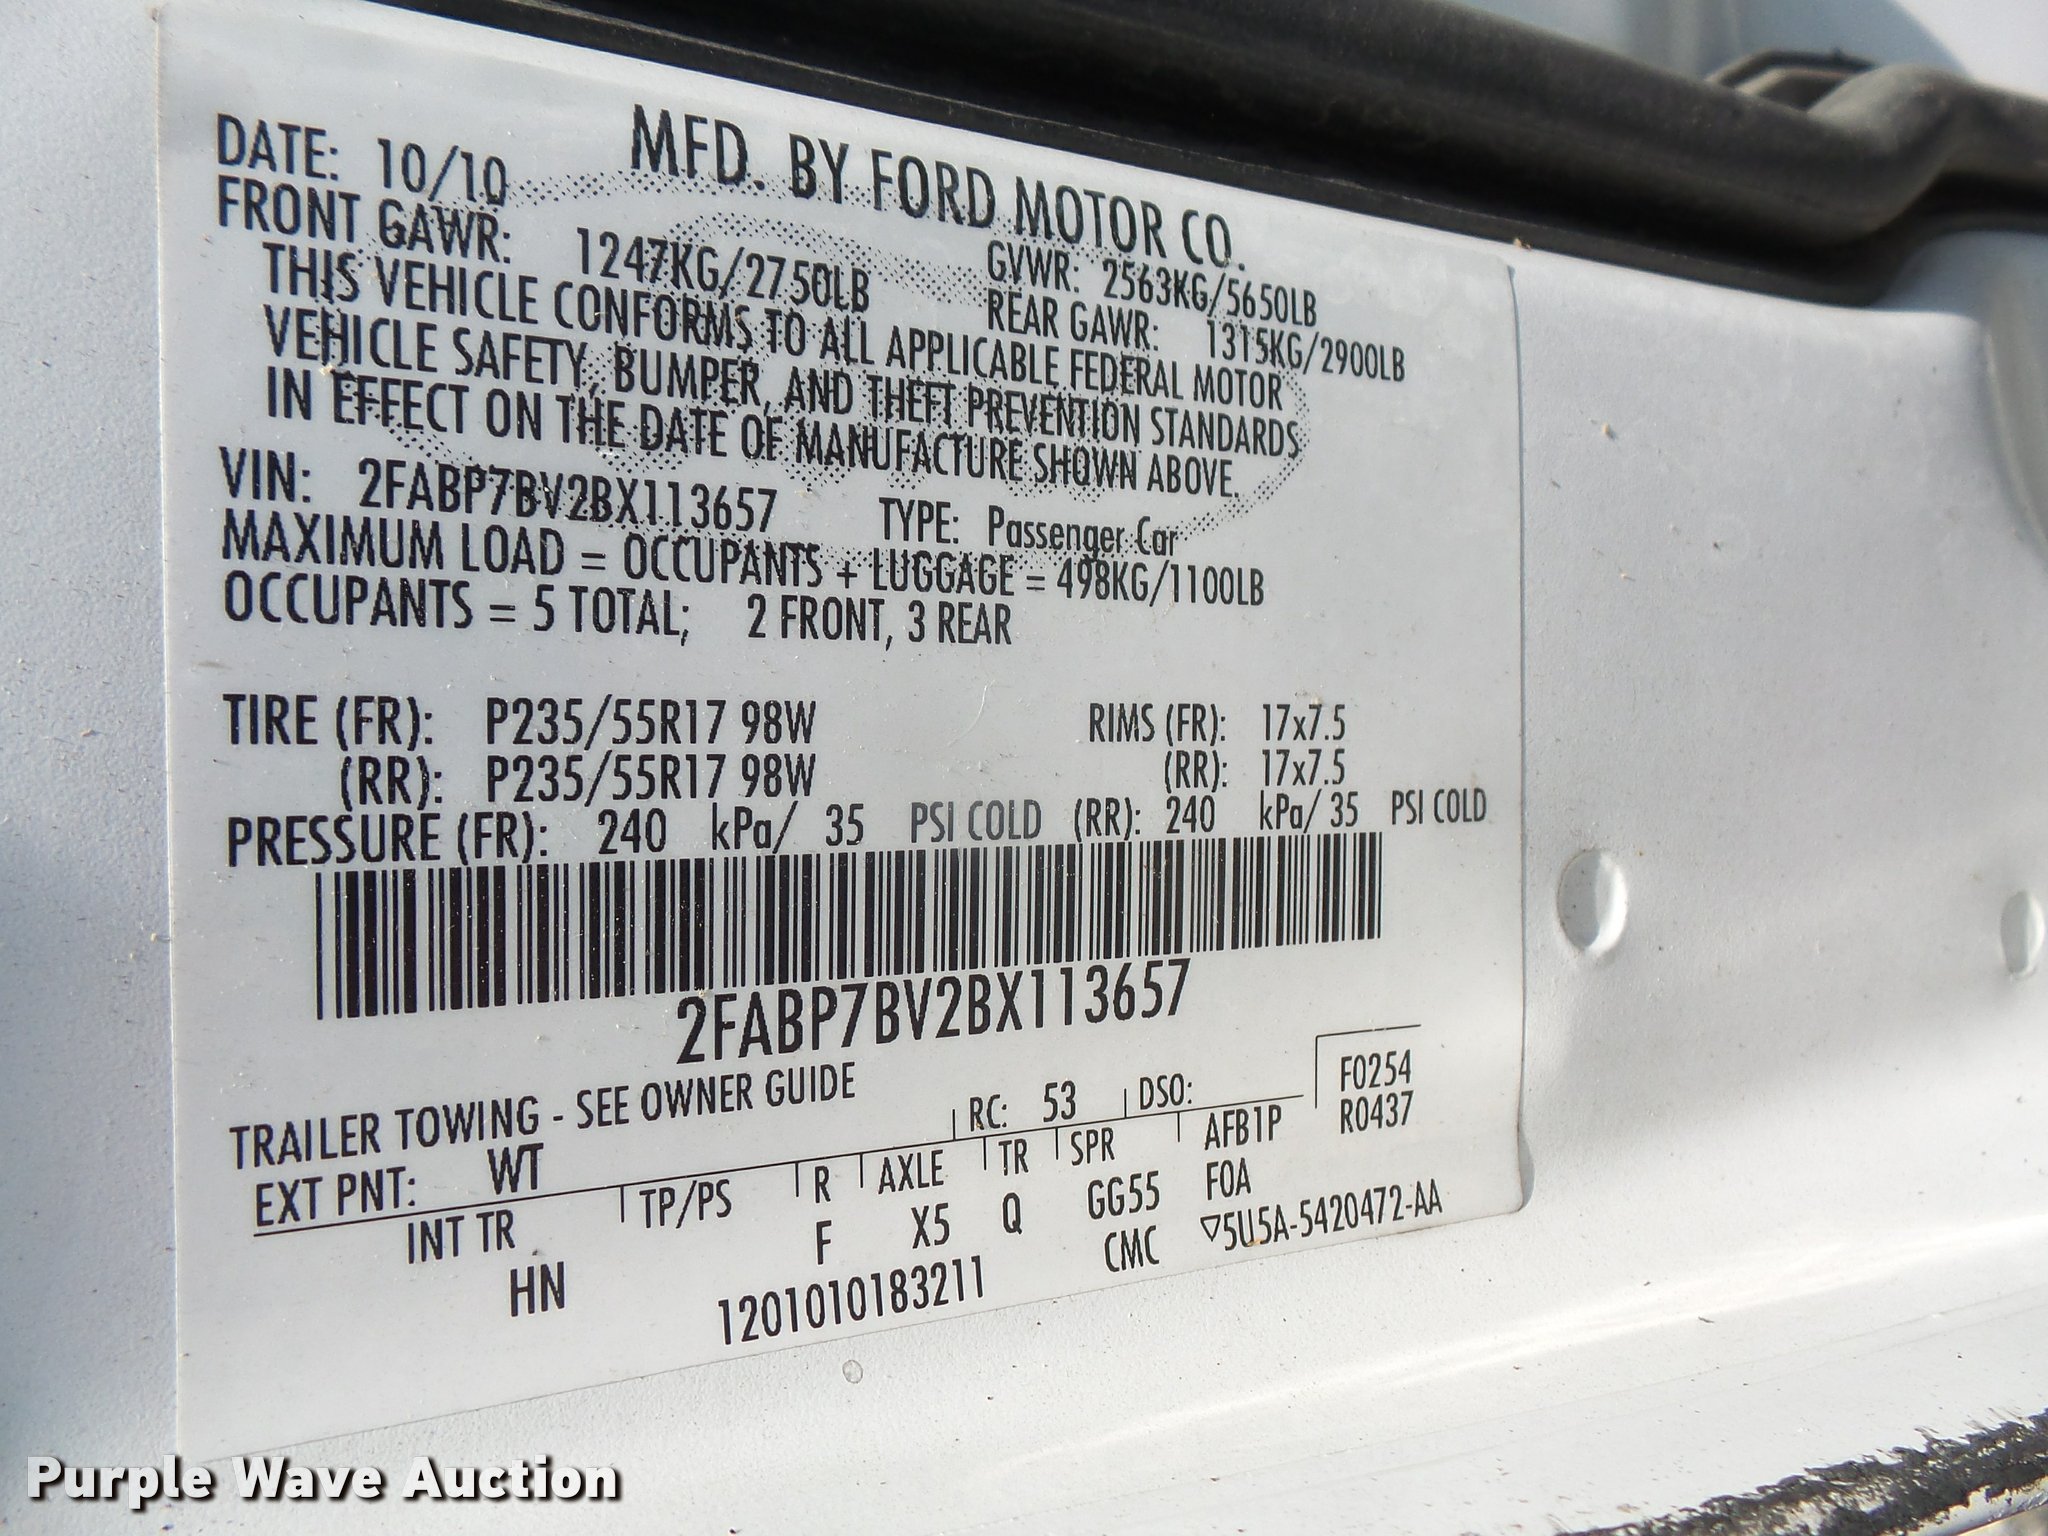 MFD. BY FORD MOTOR CO.
DATE: 10/10 GVWR: 2563KG/5650LB
FRONT GAWR: 1247KG/2750LB REAR GAWR: 1315KG/2900LB
THIS VEHICLE CONFORMS TO ALL APPLICABLE FEDERAL MOTOR
VEHICLE SAFETY, BUMPER, AND THEFT PREVENTION STANDARDS
IN EFFECT ON THE DATE OF MANUFACTURE SHOWN ABOVE.
VIN: 2FABP7BV2BX113657 TYPE: Passenger Car
MAXIMUM LOAD = OCCUPANTS + LUGGAGE = 498KG/1100LB
OCCUPANTS = 5 TOTAL; 2 FRONT, 3 REAR
TIRE (FR): P235/55R17 98W RIMS (FR): 17x7.5
(RR): P235/55R17 98W (RR): 17x7.5
PRESSURE (FR): 240 kPa/ 35 PSI COLD (RR): 240 kPa/ 35 PSI COLD
2FABP7BV2BX113657
TRAILER TOWING - SEE OWNER GUIDE
F0254
EXT PNT: WT RC: 53 DSO:
R0437
INT TR TP/PS R AXLE TR SPR AFB1P
HN F X5 Q GG55 FOA
1201010183211 CMC ▽5U5A-5420472-AA
Purple Wave Auction